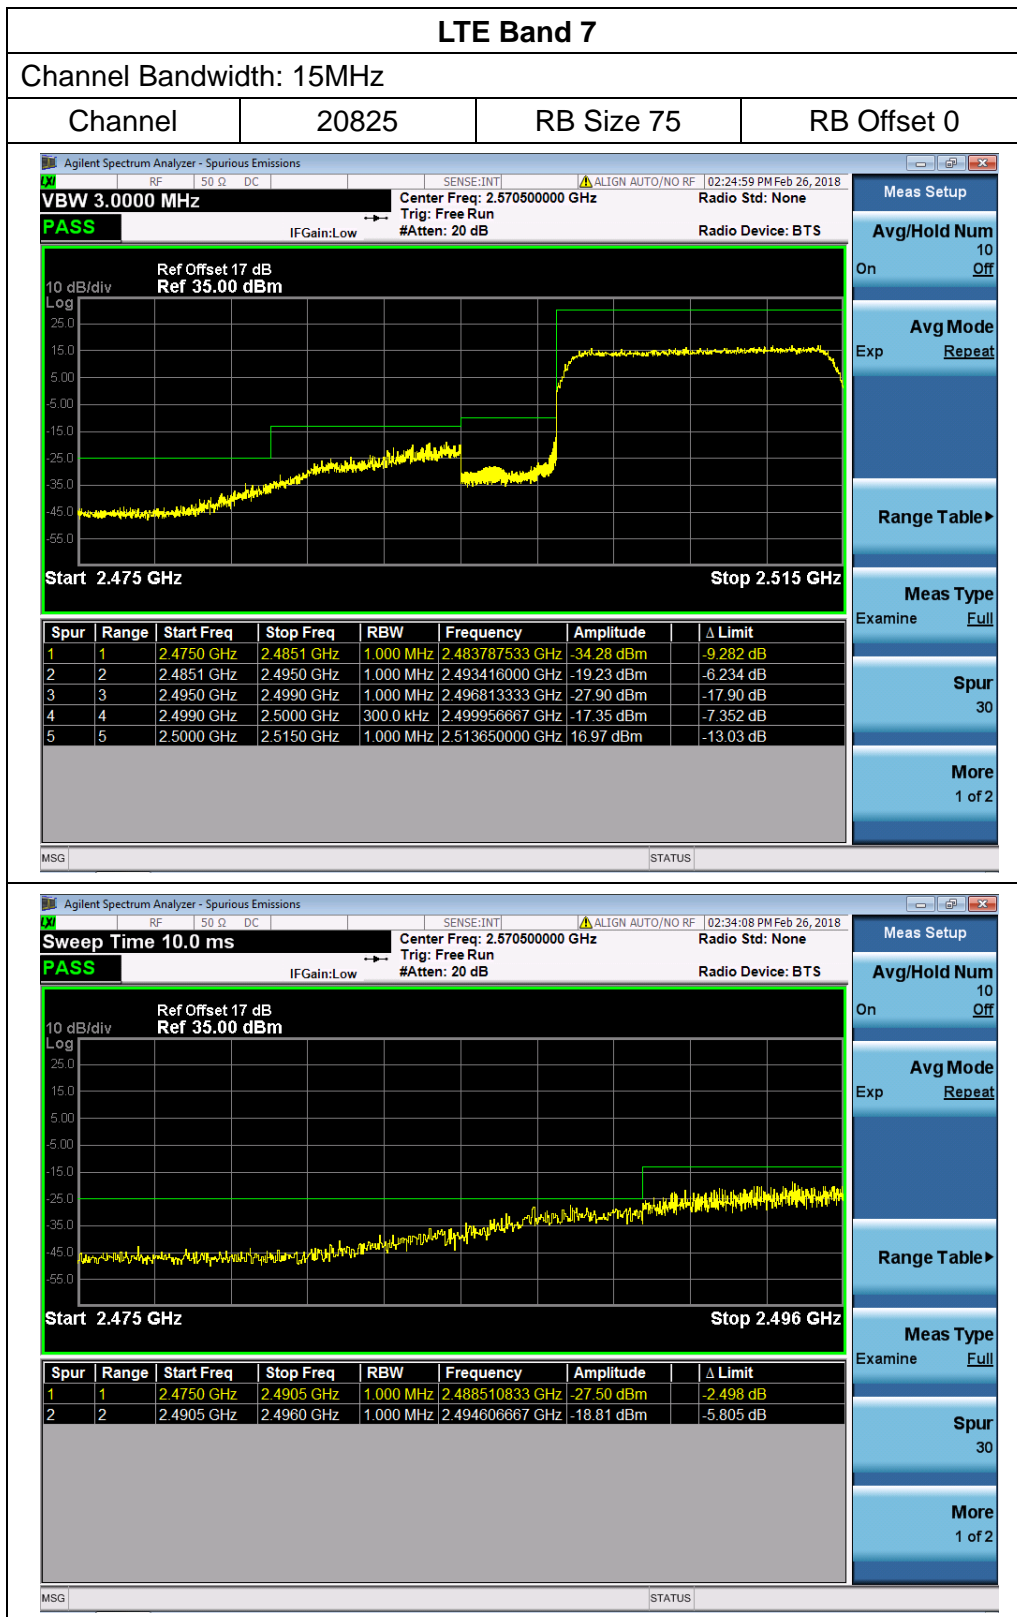 LTE Band 7
Channel Bandwidth: 15MHz
Channel 20825 RB Size 75 RB Offset 0
Agilent Spectrum Analyzer - Spurious Emissions
LXI RF 50 Ω DC SENSE:INT ALIGN AUTO/NO RF 02:24:59 PM Feb 26, 2018
VBW 3.0000 MHz Center Freq: 2.570500000 GHz Radio Std: None
Trig: Free Run
PASS IFGain:Low #Atten: 20 dB Radio Device: BTS
Ref Offset 17 dB
10 dB/div Ref 35.00 dBm
Log
25.0
15.0
5.00
-5.00
-15.0
-25.0
-35.0
-45.0
-55.0
Start 2.475 GHz Stop 2.515 GHz
Spur Range Start Freq Stop Freq RBW Frequency Amplitude Δ Limit
1 1 2.4750 GHz 2.4851 GHz 1.000 MHz 2.483787533 GHz -34.28 dBm -9.282 dB
2 2 2.4851 GHz 2.4950 GHz 1.000 MHz 2.493416000 GHz -19.23 dBm -6.234 dB
3 3 2.4950 GHz 2.4990 GHz 1.000 MHz 2.496813333 GHz -27.90 dBm -17.90 dB
4 4 2.4990 GHz 2.5000 GHz 300.0 kHz 2.499956667 GHz -17.35 dBm -7.352 dB
5 5 2.5000 GHz 2.5150 GHz 1.000 MHz 2.513650000 GHz 16.97 dBm -13.03 dB
MSG STATUS
Meas Setup
Avg/Hold Num
10
On Off
Avg Mode
Exp Repeat
Range Table
Meas Type
Examine Full
Spur
30
More
1 of 2
Agilent Spectrum Analyzer - Spurious Emissions
LXI RF 50 Ω DC SENSE:INT ALIGN AUTO/NO RF 02:34:08 PM Feb 26, 2018
Sweep Time 10.0 ms Center Freq: 2.570500000 GHz Radio Std: None
Trig: Free Run
PASS IFGain:Low #Atten: 20 dB Radio Device: BTS
Ref Offset 17 dB
10 dB/div Ref 35.00 dBm
Log
25.0
15.0
5.00
-5.00
-15.0
-25.0
-35.0
-45.0
-55.0
Start 2.475 GHz Stop 2.496 GHz
Spur Range Start Freq Stop Freq RBW Frequency Amplitude Δ Limit
1 1 2.4750 GHz 2.4905 GHz 1.000 MHz 2.488510833 GHz -27.50 dBm -2.498 dB
2 2 2.4905 GHz 2.4960 GHz 1.000 MHz 2.494606667 GHz -18.81 dBm -5.805 dB
MSG STATUS
Meas Setup
Avg/Hold Num
10
On Off
Avg Mode
Exp Repeat
Range Table
Meas Type
Examine Full
Spur
30
More
1 of 2